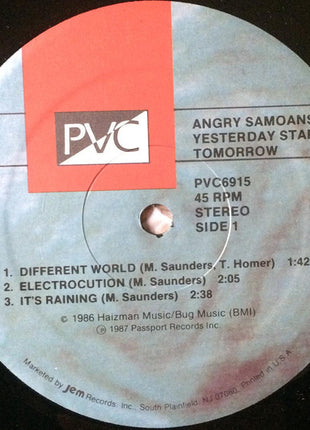 PVC
ANGRY SAMOANS
YESTERDAY
TOMORROW
PVC6915
45 RPM
STEREO
SIDE 1
1. DIFFERENT WORLD (M. Saunders, T. Homer) 1:42
2. ELECTROCUTION (M. Saunders) 2:05
3. IT'S RAINING (M. Saunders) 2:38
© 1986 Haizman Music/Bug Music (BMI)
℗ 1987 Passport Records Inc.
Marketed by Jem Records, Inc., South Plainfield, NJ 07080, Printed in U.S.A.